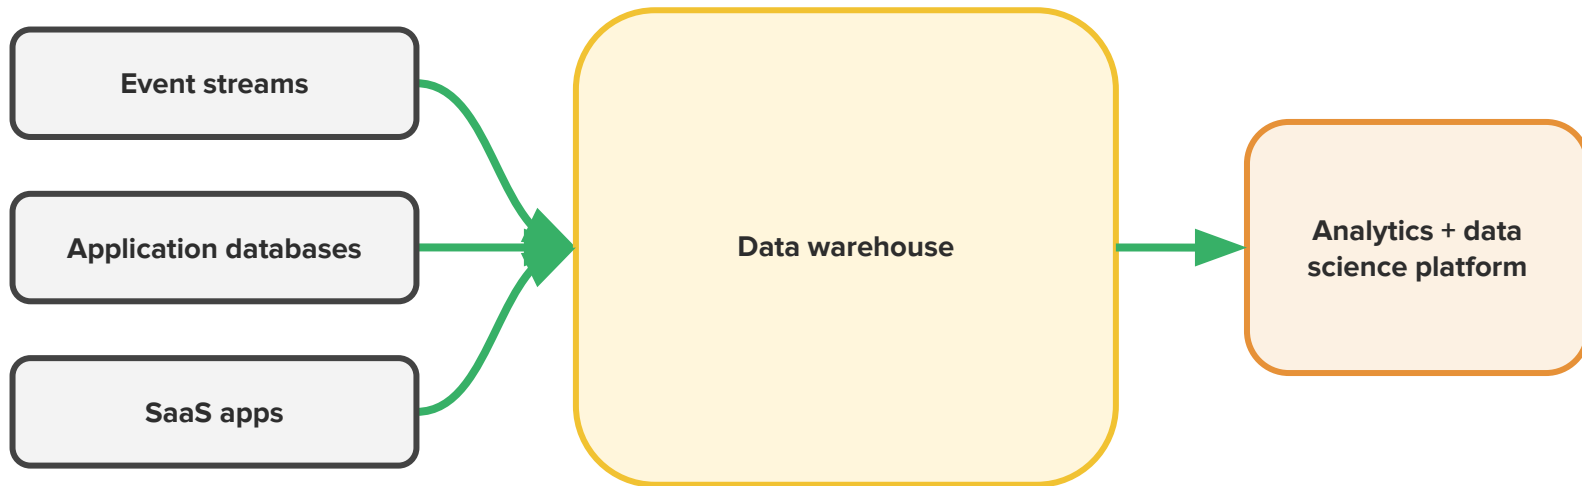 Event streams
Application databases
SaaS apps
Data warehouse
Analytics + data
science platform